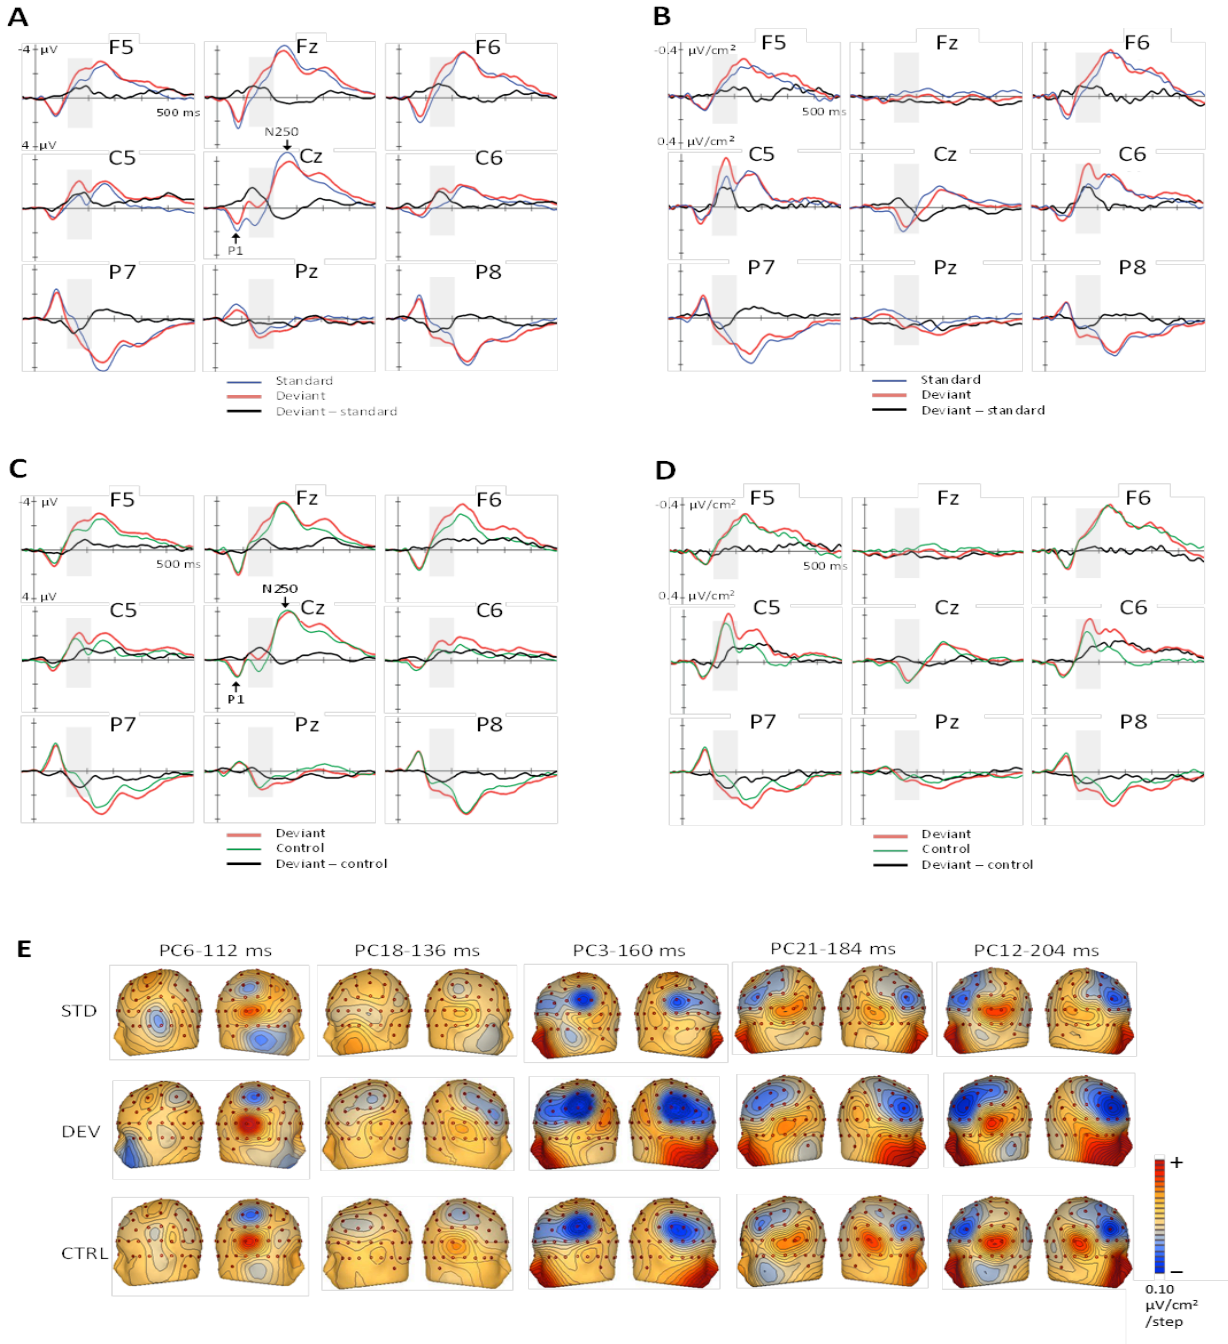 A
-4 μV
F5
Fz
F6
500 ms
4 μV
N250
C5
Cz
C6
P1
P7
Pz
P8
Standard
Deviant
Deviant – standard
B
-0.4 μV/cm²
F5
Fz
F6
500 ms
0.4 μV/cm²
C5
Cz
C6
P7
Pz
P8
Standard
Deviant
Deviant – standard
C
-4 μV
F5
Fz
F6
500 ms
4 μV
N250
C5
Cz
C6
P1
P7
Pz
P8
Deviant
Control
Deviant – control
D
-0.4 μV/cm²
F5
Fz
F6
500 ms
0.4 μV/cm²
C5
Cz
C6
P7
Pz
P8
Deviant
Control
Deviant – control
E
PC6-112 ms PC18-136 ms PC3-160 ms PC21-184 ms PC12-204 ms
STD
DEV
CTRL
+
–
0.10
μV/cm²
/step